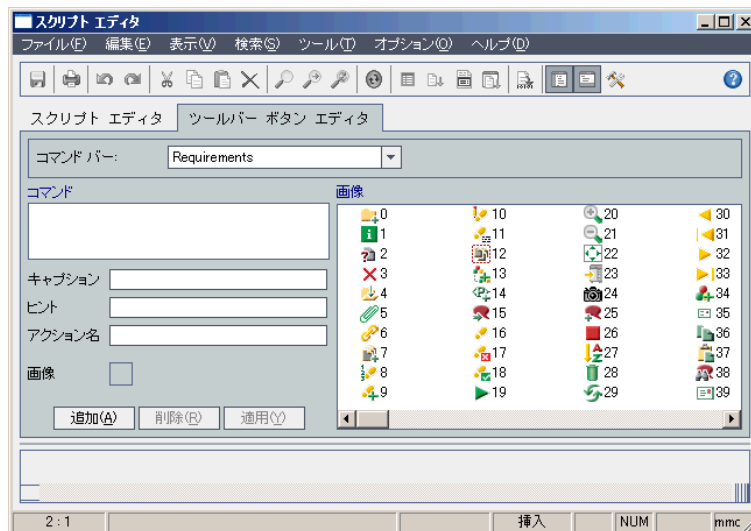 スクリプト エディタ
ファイル(F) 編集(E) 表示(V) 検索(S) ツール(T) オプション(O) ヘルプ(D)
スクリプト エディタ ツールバー ボタン エディタ
コマンド バー: Requirements
コマンド
画像
キャプション
ヒント
アクション名
画像
追加(A) 削除(R) 適用(Y)
0 10 20 30
1 11 21 31
2 12 22 32
3 13 23 33
4 14 24 34
5 15 25 35
6 16 26 36
7 17 27 37
8 18 28 38
9 19 29 39
2:1 挿入 NUM mmc